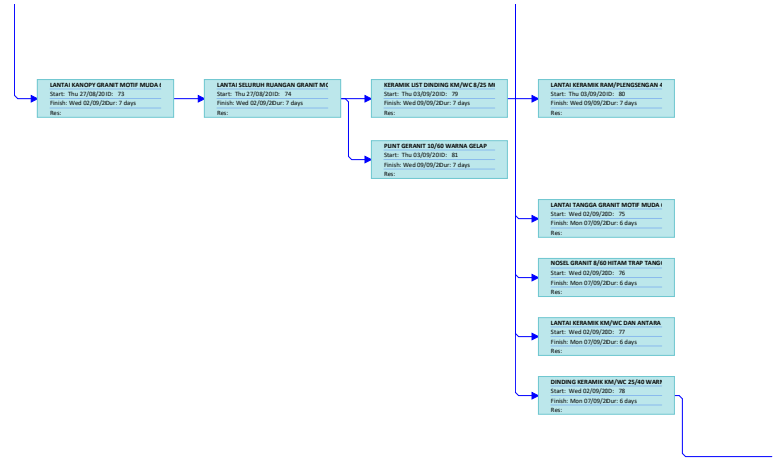 LANTAI KANOPY GRANIT MOTIF MUDA
Start: Thu 27/08/20 ID: 73
Finish: Wed 02/09/2 Dur: 7 days
Res:
LANTAI SELURUH RUANGAN GRANIT MO
Start: Thu 27/08/20 ID: 74
Finish: Wed 02/09/2 Dur: 7 days
Res:
KERAMIK LIST DINDING KM/WC 8/25 M
Start: Thu 03/09/20 ID: 79
Finish: Wed 09/09/2 Dur: 7 days
Res:
LANTAI KERAMIK RAM/PLENGSENGAN 4
Start: Thu 03/09/20 ID: 80
Finish: Wed 09/09/2 Dur: 7 days
Res:
PLINT GERANIT 10/60 WARNA GELAP
Start: Thu 03/09/20 ID: 81
Finish: Wed 09/09/2 Dur: 7 days
Res:
LANTAI TANGGA GRANIT MOTIF MUDA
Start: Wed 02/09/2 ID: 75
Finish: Mon 07/09/2 Dur: 6 days
Res:
NOSEL GRANIT 8/60 HITAM TRAP TANG
Start: Wed 02/09/2 ID: 76
Finish: Mon 07/09/2 Dur: 6 days
Res:
LANTAI KERAMIK KM/WC DAN ANTARA
Start: Wed 02/09/2 ID: 77
Finish: Mon 07/09/2 Dur: 6 days
Res:
DINDING KERAMIK KM/WC 25/40 WAR
Start: Wed 02/09/2 ID: 78
Finish: Mon 07/09/2 Dur: 6 days
Res: